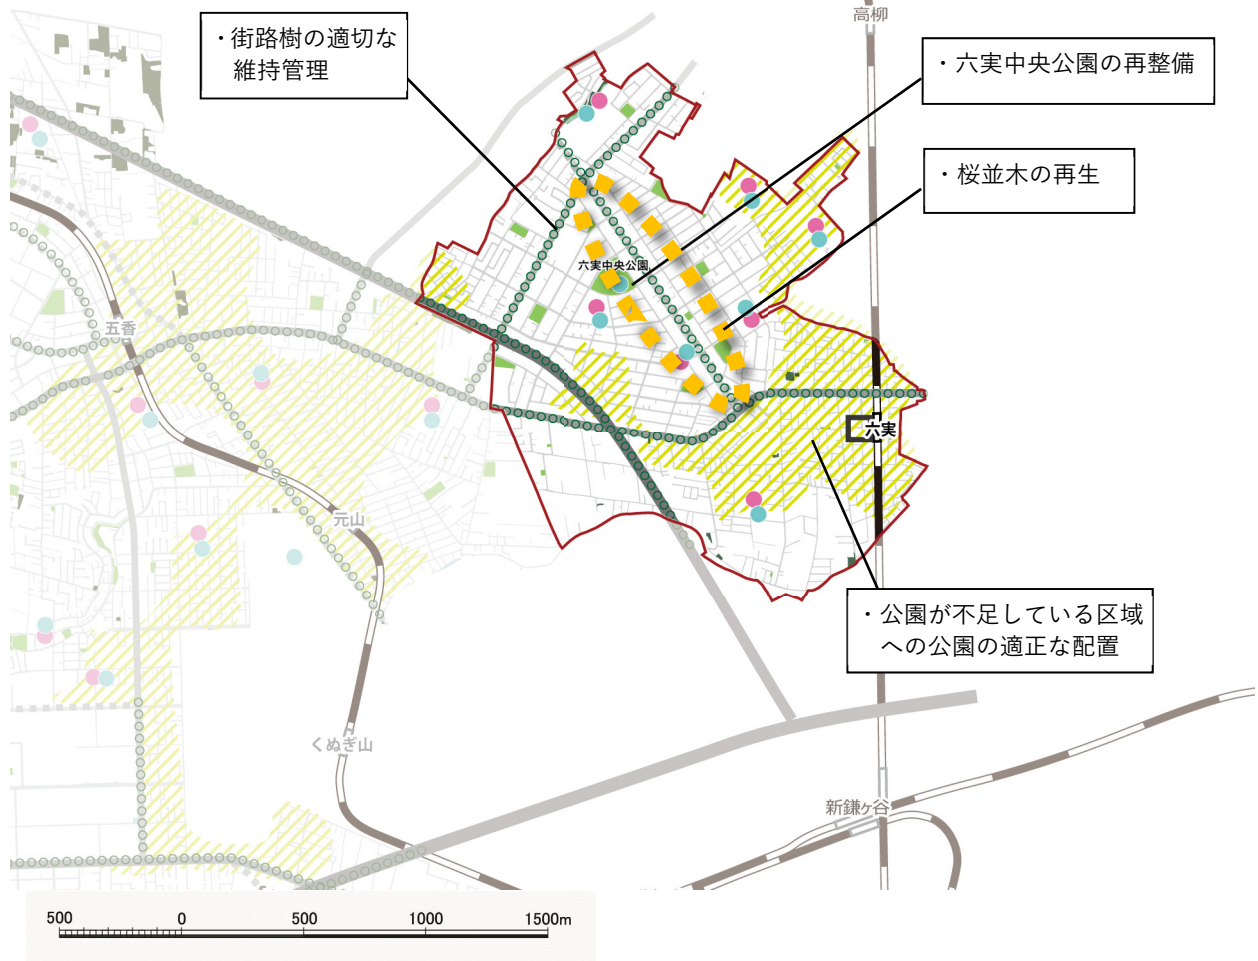 高柳
・街路樹の適切な
維持管理
・六実中央公園の再整備
・桜並木の再生
六実中央公園
五香
六実
元山
・公園が不足している区域
への公園の適正な配置
くぬぎ山
新鎌ヶ谷
500 0 500 1000 1500m